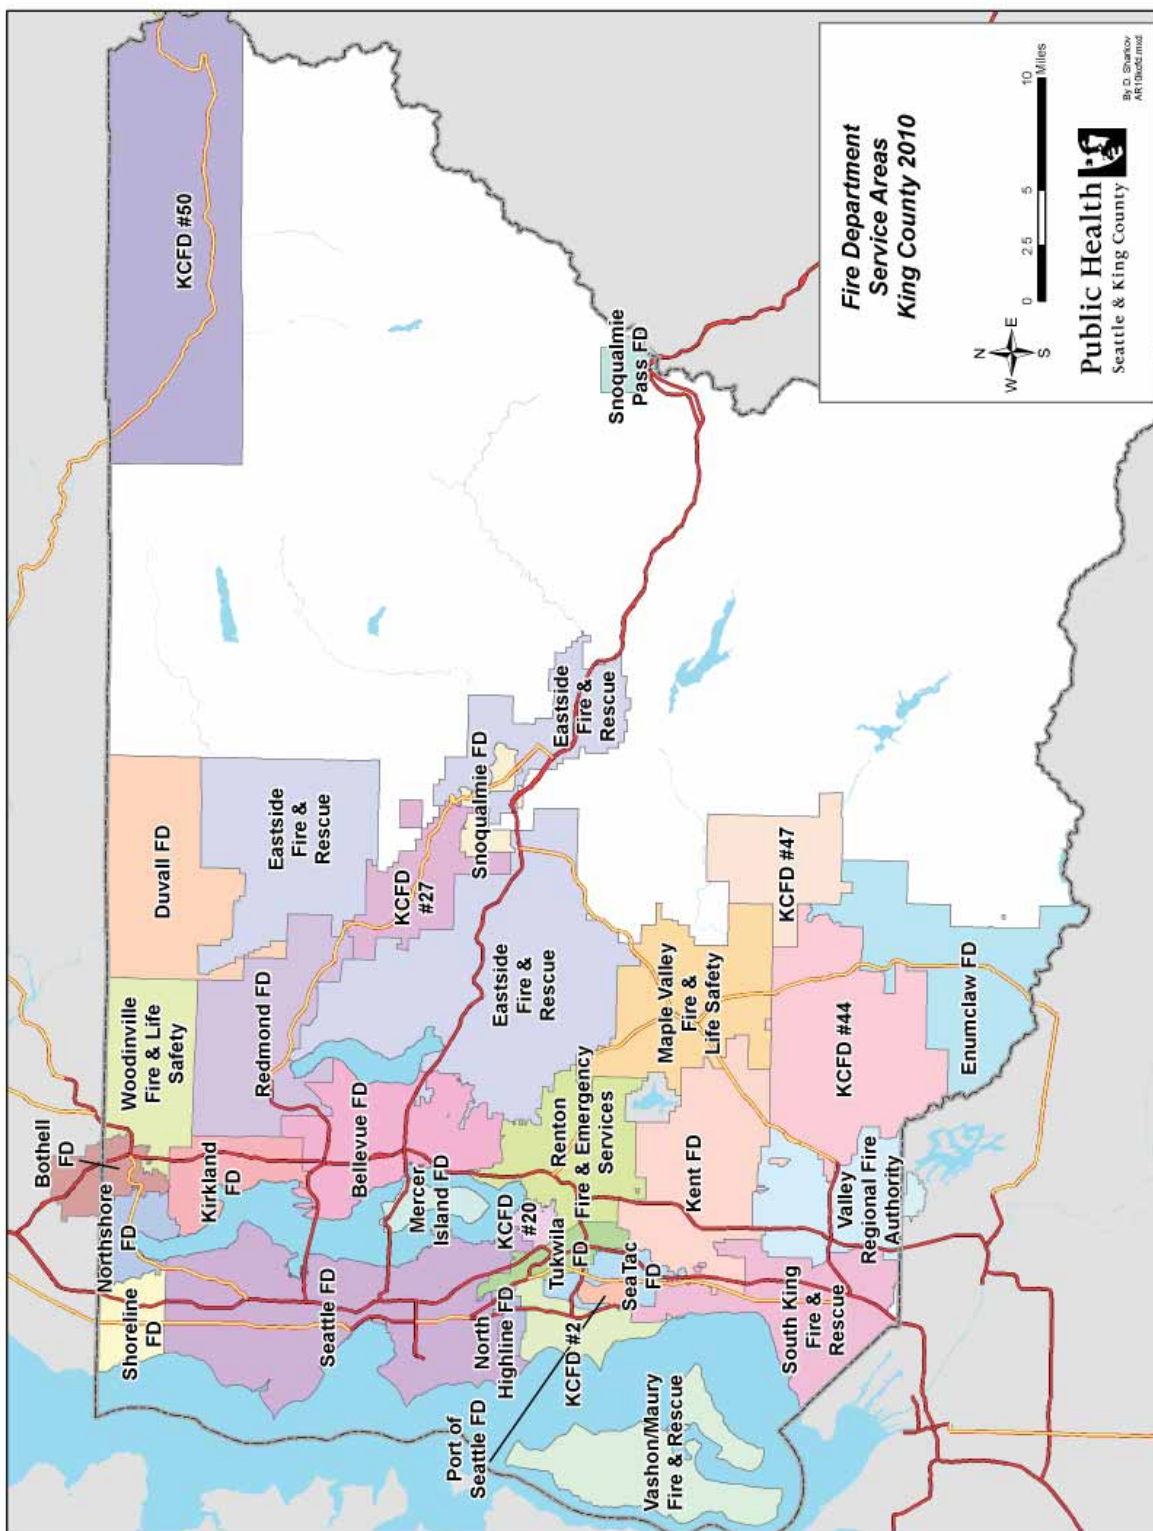 Bothell
FD
Northshore
FD
Shoreline
FD
Woodinville
Fire & Life
Safety
Duvall FD
KCFD #50
Kirkland
FD
Redmond FD
Eastside
Fire &
Rescue
Seattle FD
Bellevue FD
KCFD
#27
Mercer
Island FD
Snoqualmie FD
Eastside
Fire &
Rescue
Eastside
Fire &
Rescue
Snoqualmie
Pass FD
Port of
Seattle FD
North
Highline FD
KCFD
#20
KCFD #2
Tukwila
FD
Renton
Fire & Emergency
Services
SeaTac
FD
Vashon/Maury
Fire & Rescue
Kent FD
Maple Valley
Fire &
Life Safety
South King
Fire &
Rescue
Valley
Regional Fire
Authority
KCFD #44
KCFD #47
Enumclaw FD
Fire Department
Service Areas
King County 2010
N
W
E
S
0
2.5
5
10
Miles
Public Health
Seattle & King County
By D. Sharkov
AR10kcfd.mxd